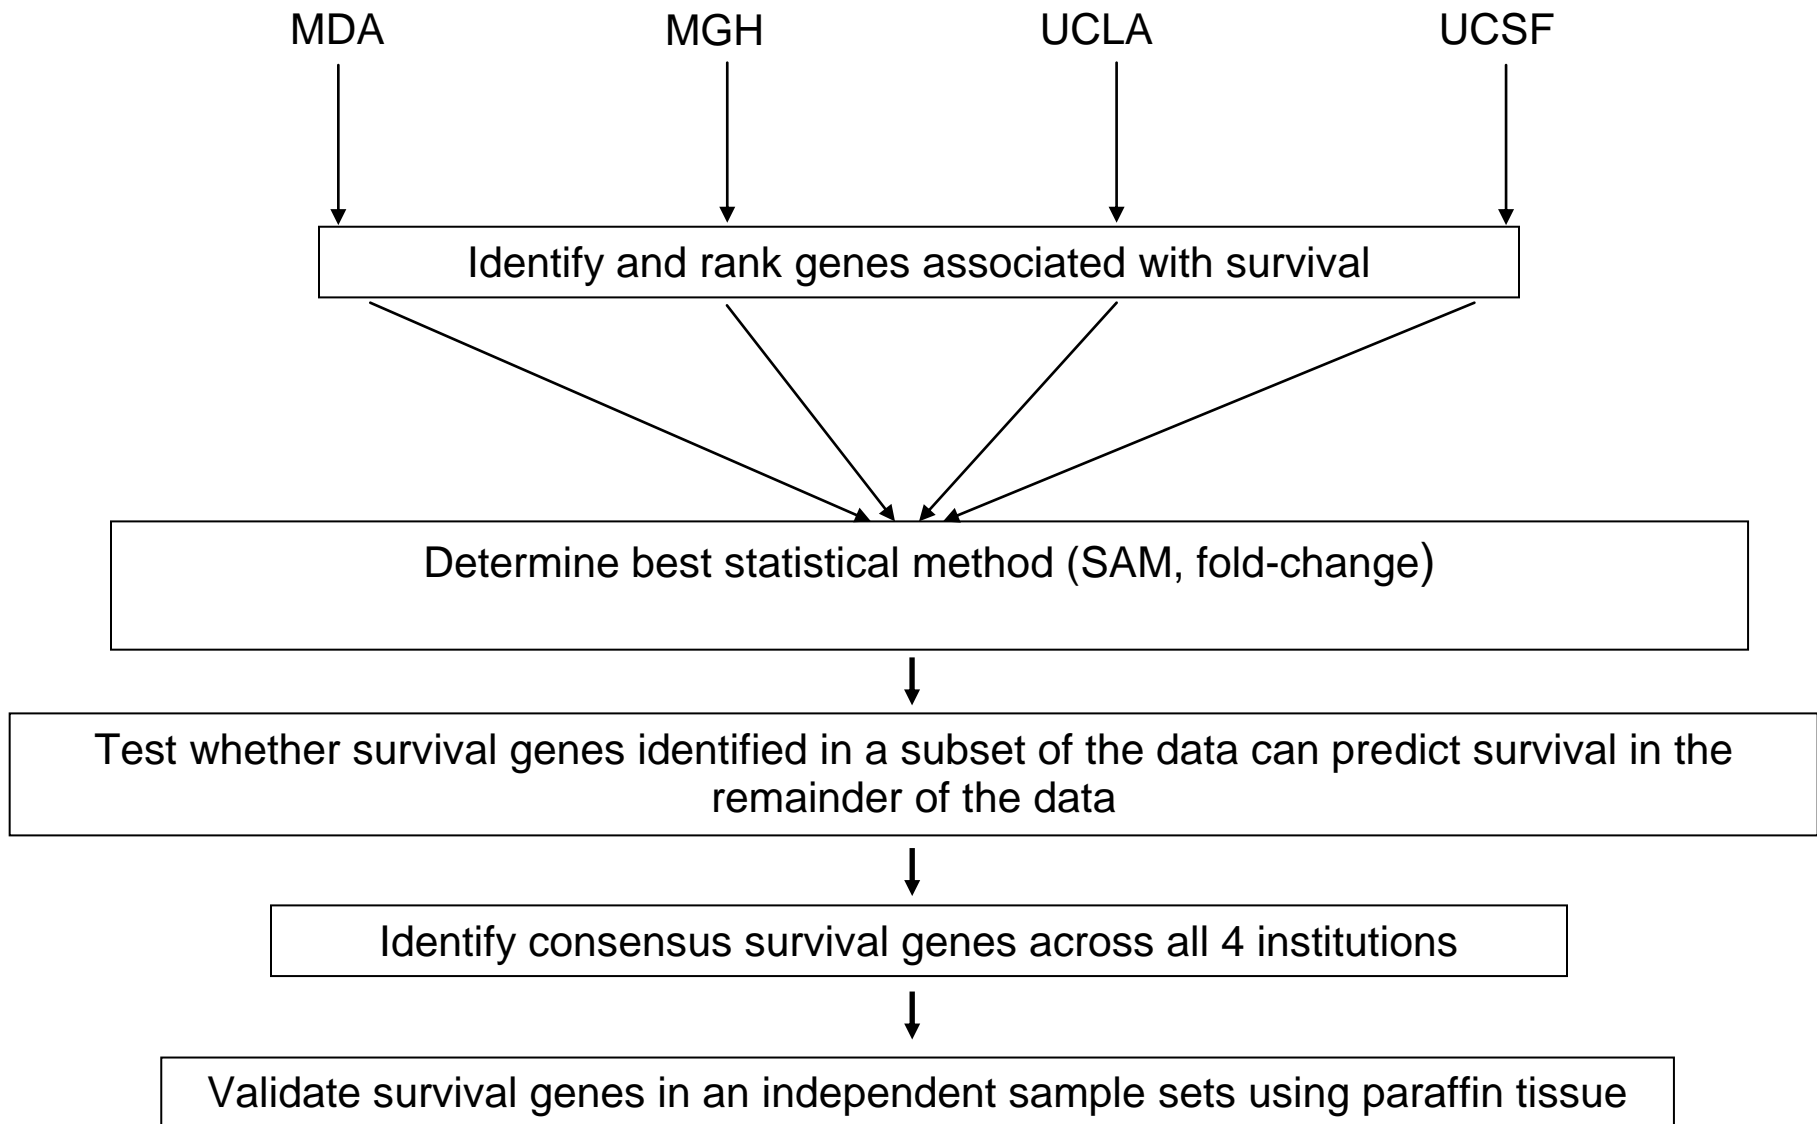 MDA MGH UCLA UCSF
Identify and rank genes associated with survival
Determine best statistical method (SAM, fold-change)
Test whether survival genes identified in a subset of the data can predict survival in the
remainder of the data
Identify consensus survival genes across all 4 institutions
Validate survival genes in an independent sample sets using paraffin tissue